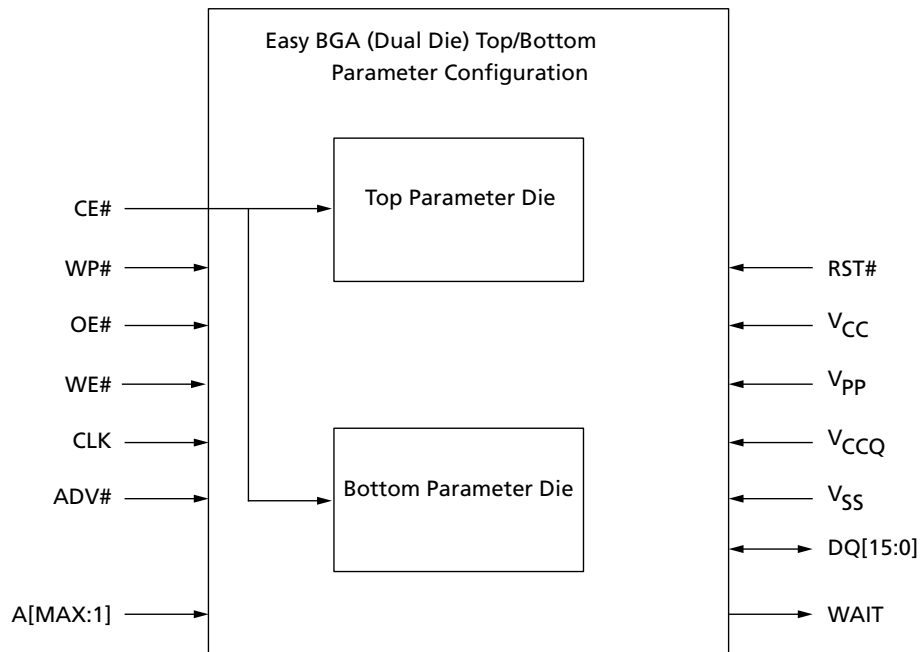 Easy BGA (Dual Die) Top/Bottom
Parameter Configuration
Top Parameter Die
Bottom Parameter Die
CE#
WP#
OE#
WE#
CLK
ADV#
A[MAX:1]
RST#
VCC
VPP
VCCQ
VSS
DQ[15:0]
WAIT